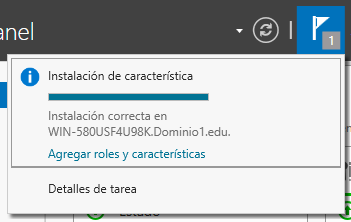 anel
1
Instalación de característica
Instalación correcta en
WIN-580USF4U98K.Dominio1.edu.
Agregar roles y características
Detalles de tarea
Estado